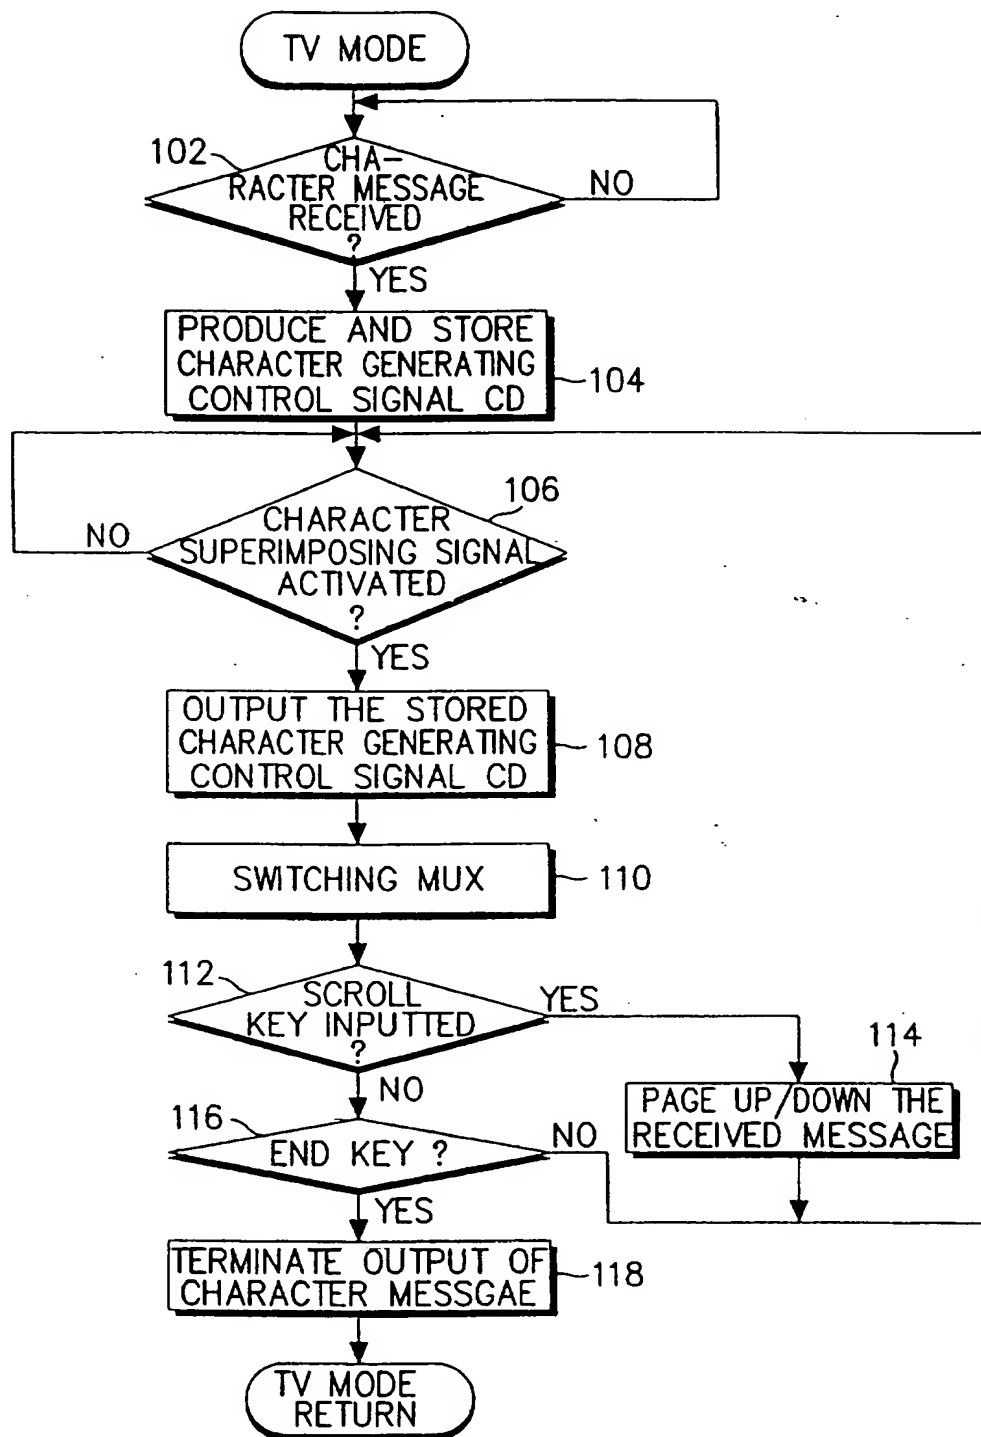 TV MODE
102
CHA-
RACTER MESSAGE
RECEIVED
?
NO
YES
PRODUCE AND STORE
CHARACTER GENERATING
CONTROL SIGNAL CD
104
106
CHARACTER
SUPERIMPOSING SIGNAL
ACTIVATED
?
NO
YES
OUTPUT THE STORED
CHARACTER GENERATING
CONTROL SIGNAL CD
108
SWITCHING MUX
110
112
SCROLL
KEY INPUTTED
?
YES
NO
114
PAGE UP/DOWN THE
RECEIVED MESSAGE
116
END KEY ?
NO
YES
TERMINATE OUTPUT OF
CHARACTER MESSGAE
118
TV MODE
RETURN